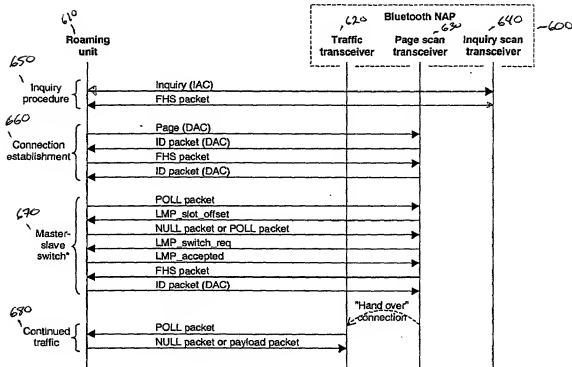 610
Roaming
unit
Bluetooth NAP
620
Traffic
transceiver
630
Page scan
transceiver
640
Inquiry scan
transceiver
600
650
Inquiry
procedure
Inquiry (IAC)
FHS packet
660
Connection
establishment
Page (DAC)
ID packet (DAC)
FHS packet
ID packet (DAC)
670
Master-
slave
switch*
POLL packet
LMP_slot_offset
NULL packet or POLL packet
LMP_switch_req
LMP_accepted
FHS packet
ID packet (DAC)
"Hand over"
connection
680
Continued
traffic
POLL packet
NULL packet or payload packet